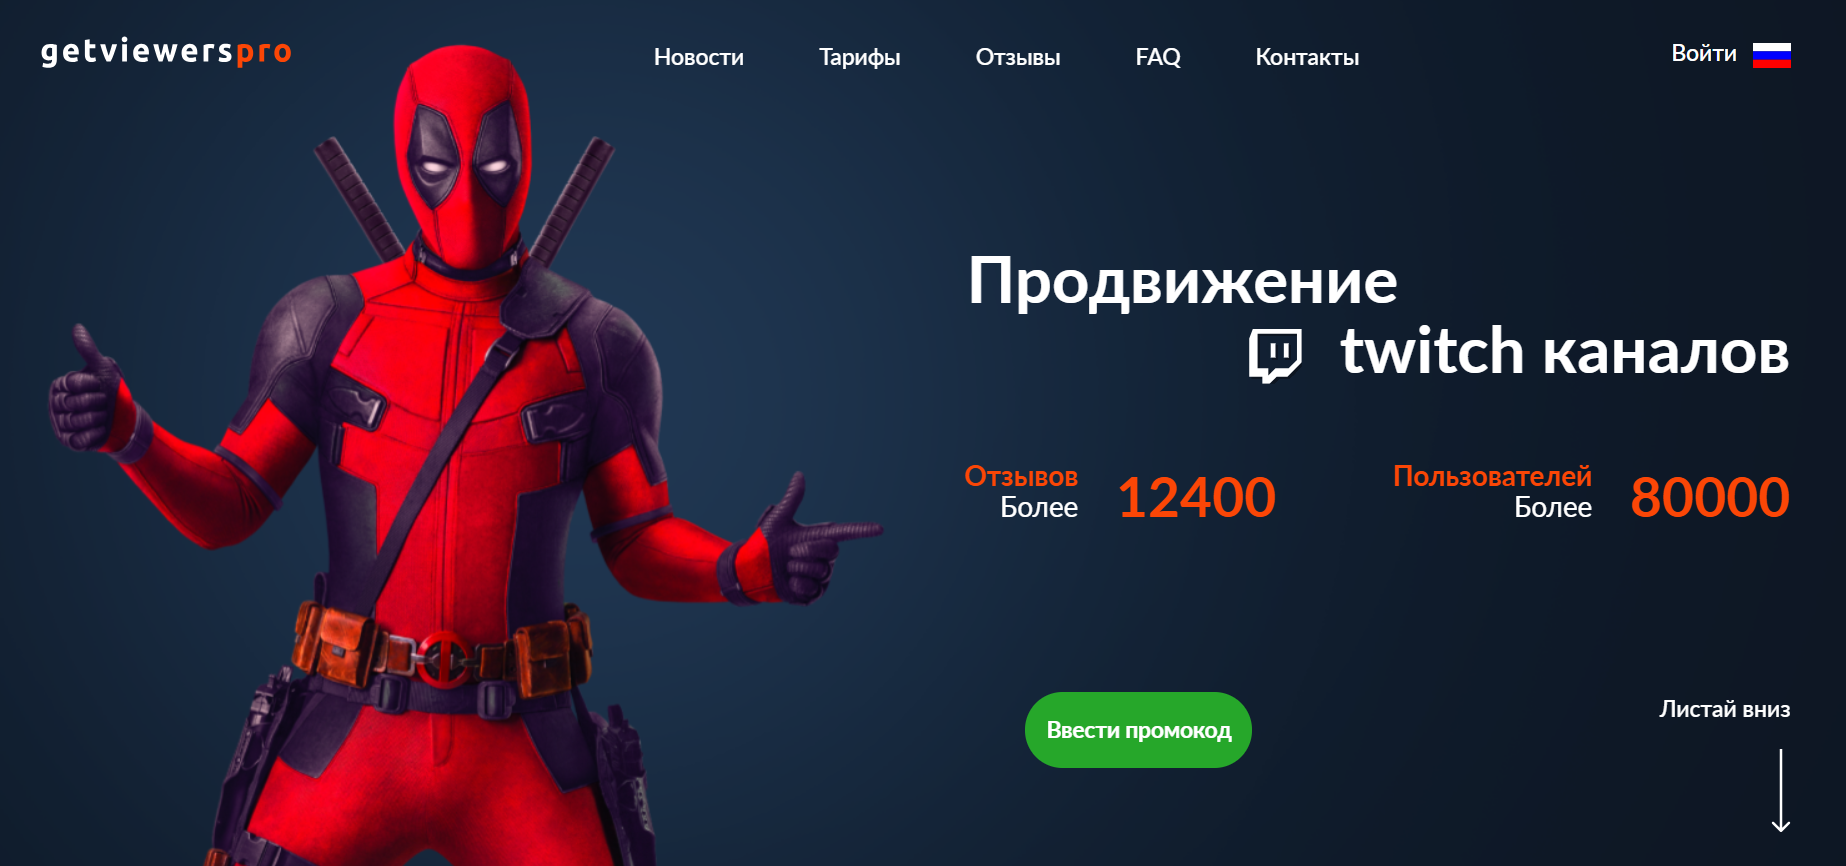 getviewerspro
Новости
Тарифы
Отзывы
FAQ
Контакты
Войти
Продвижение
twitch каналов
Отзывов
Более
12400
Пользователей
Более
80000
Ввести промокод
Листай вниз